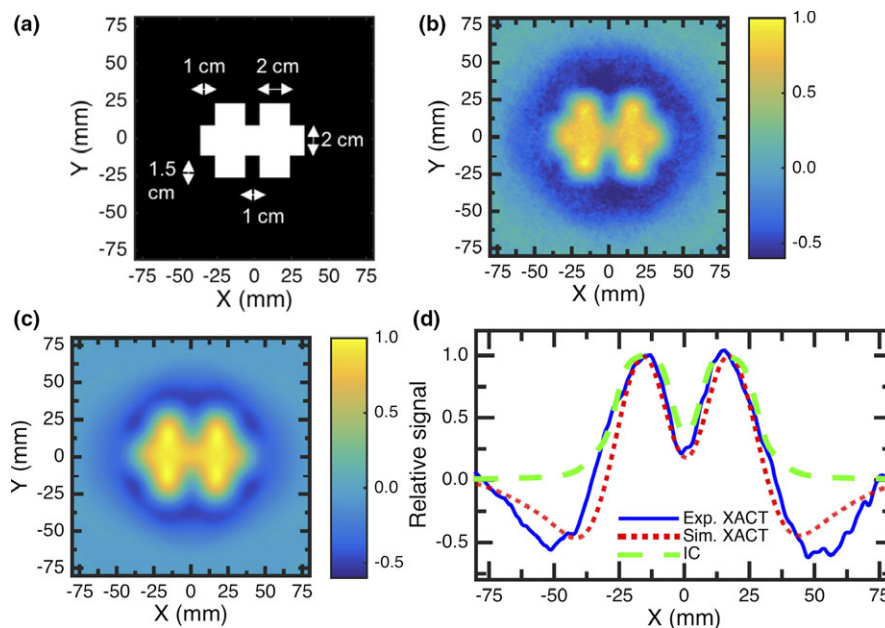 (a)
Y (mm)
75
50
25
0
-25
-50
-75
1 cm
2 cm
2 cm
1.5
cm
1 cm
-75 -50 -25 0 25 50 75
X (mm)
(b)
Y (mm)
75
50
25
0
-25
-50
-75
-75 -50 -25 0 25 50 75
X (mm)
1.0
0.5
0.0
-0.5
(c)
Y (mm)
75
50
25
0
-25
-50
-75
-75 -50 -25 0 25 50 75
X (mm)
1.0
0.5
0.0
-0.5
(d)
Relative signal
1.0
0.5
0.0
-0.5
Exp. XACT
Sim. XACT
IC
-75 -50 -25 0 25 50 75
X (mm)